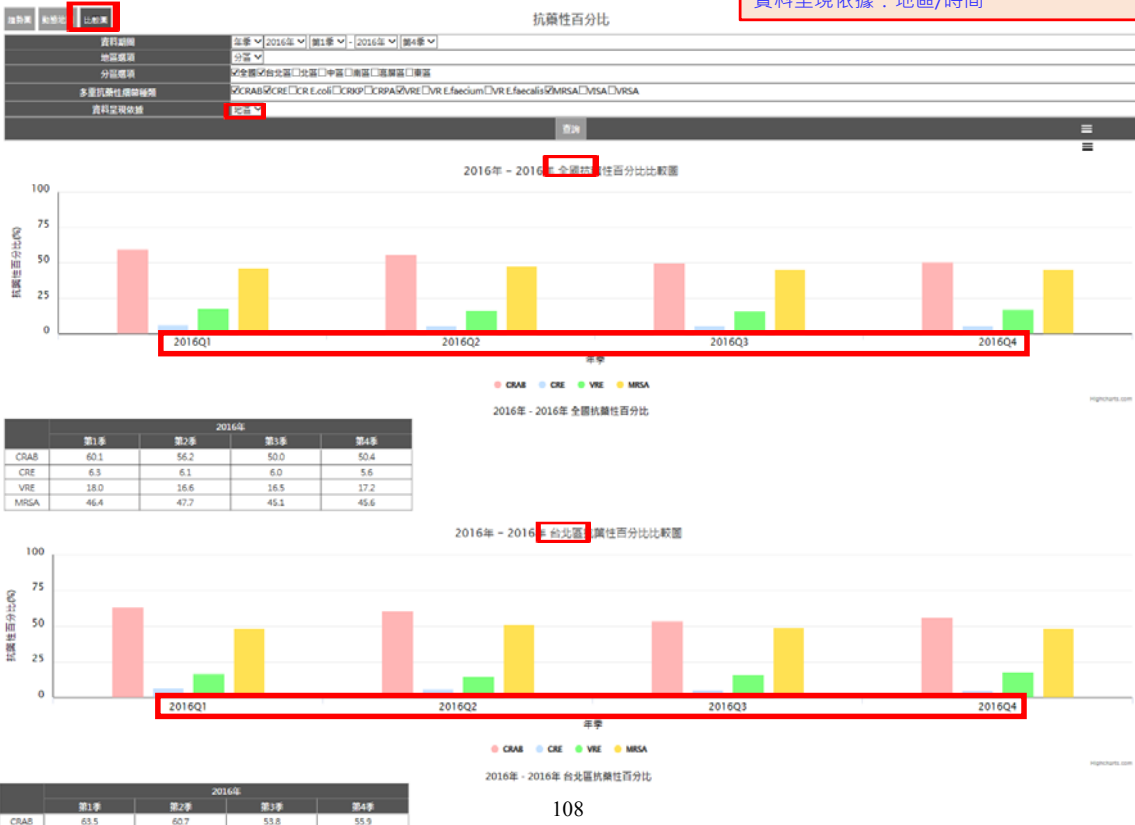 資料呈現依據：地區/時間
趨勢圖 動態地 比較圖
抗藥性百分比
資料期間 年季 2016年 第1季 - 2016年 第4季
地區選項 分區
分區選項 ☑全國☑台北區☐北區☐中區☐南區☐高屏區☐東區
多重抗藥性細菌種類 ☑CRAB☑CRE☐CR E.coli☐CRKP☐CRPA☑VRE☐VR E.faecium☐VR E.faecalis☑MRSA☐VISA☐VRSA
資料呈現依據 地區
查詢
2016年 – 2016年 全國抗藥性百分比比較圖
抗藥性百分比(%)
100
75
50
25
0
2016Q1 2016Q2 2016Q3 2016Q4
年季
CRAB CRE VRE MRSA
Highcharts.com
2016年 - 2016年 全國抗藥性百分比
2016年
第1季 第2季 第3季 第4季
CRAB 60.1 56.2 50.0 50.4
CRE 6.3 6.1 6.0 5.6
VRE 18.0 16.6 16.5 17.2
MRSA 46.4 47.7 45.1 45.6
2016年 – 2016年 台北區抗藥性百分比比較圖
抗藥性百分比(%)
100
75
50
25
0
2016Q1 2016Q2 2016Q3 2016Q4
年季
CRAB CRE VRE MRSA
Highcharts.com
2016年 - 2016年 台北區抗藥性百分比
2016年
第1季 第2季 第3季 第4季
CRAB 63.5 60.7 53.8 55.9
108